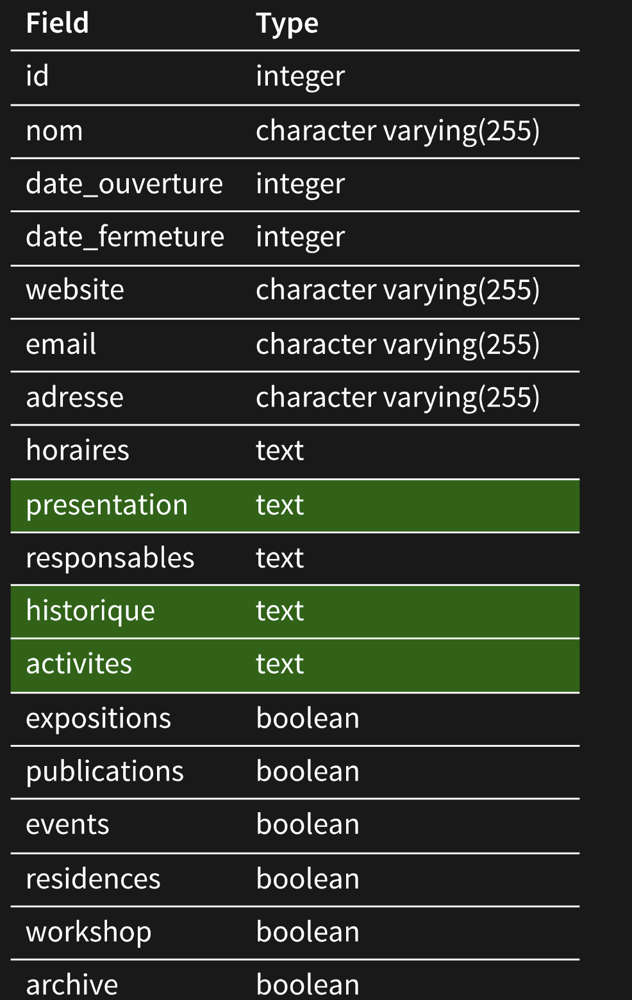 Field Type
id integer
nom character varying(255)
date_ouverture integer
date_fermeture integer
website character varying(255)
email character varying(255)
adresse character varying(255)
horaires text
presentation text
responsables text
historique text
activites text
expositions boolean
publications boolean
events boolean
residences boolean
workshop boolean
archive boolean